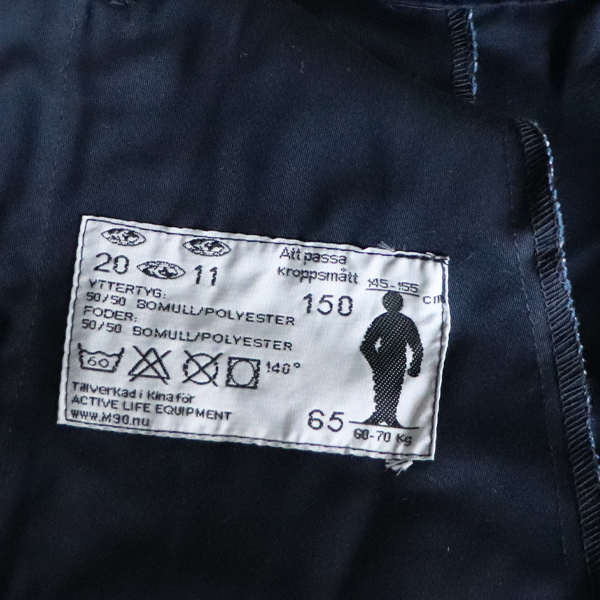 20 11
YTTERTYG:
50/50 BOMULL/POLYESTER
FODER:
50/50 BOMULL/POLYESTER
60
140°
Tillverkad i Kina för
ACTIVE LIFE EQUIPMENT
www.M90.nu
Att passa
kroppsmått
145-155
150 cm
65
60-70 Kg